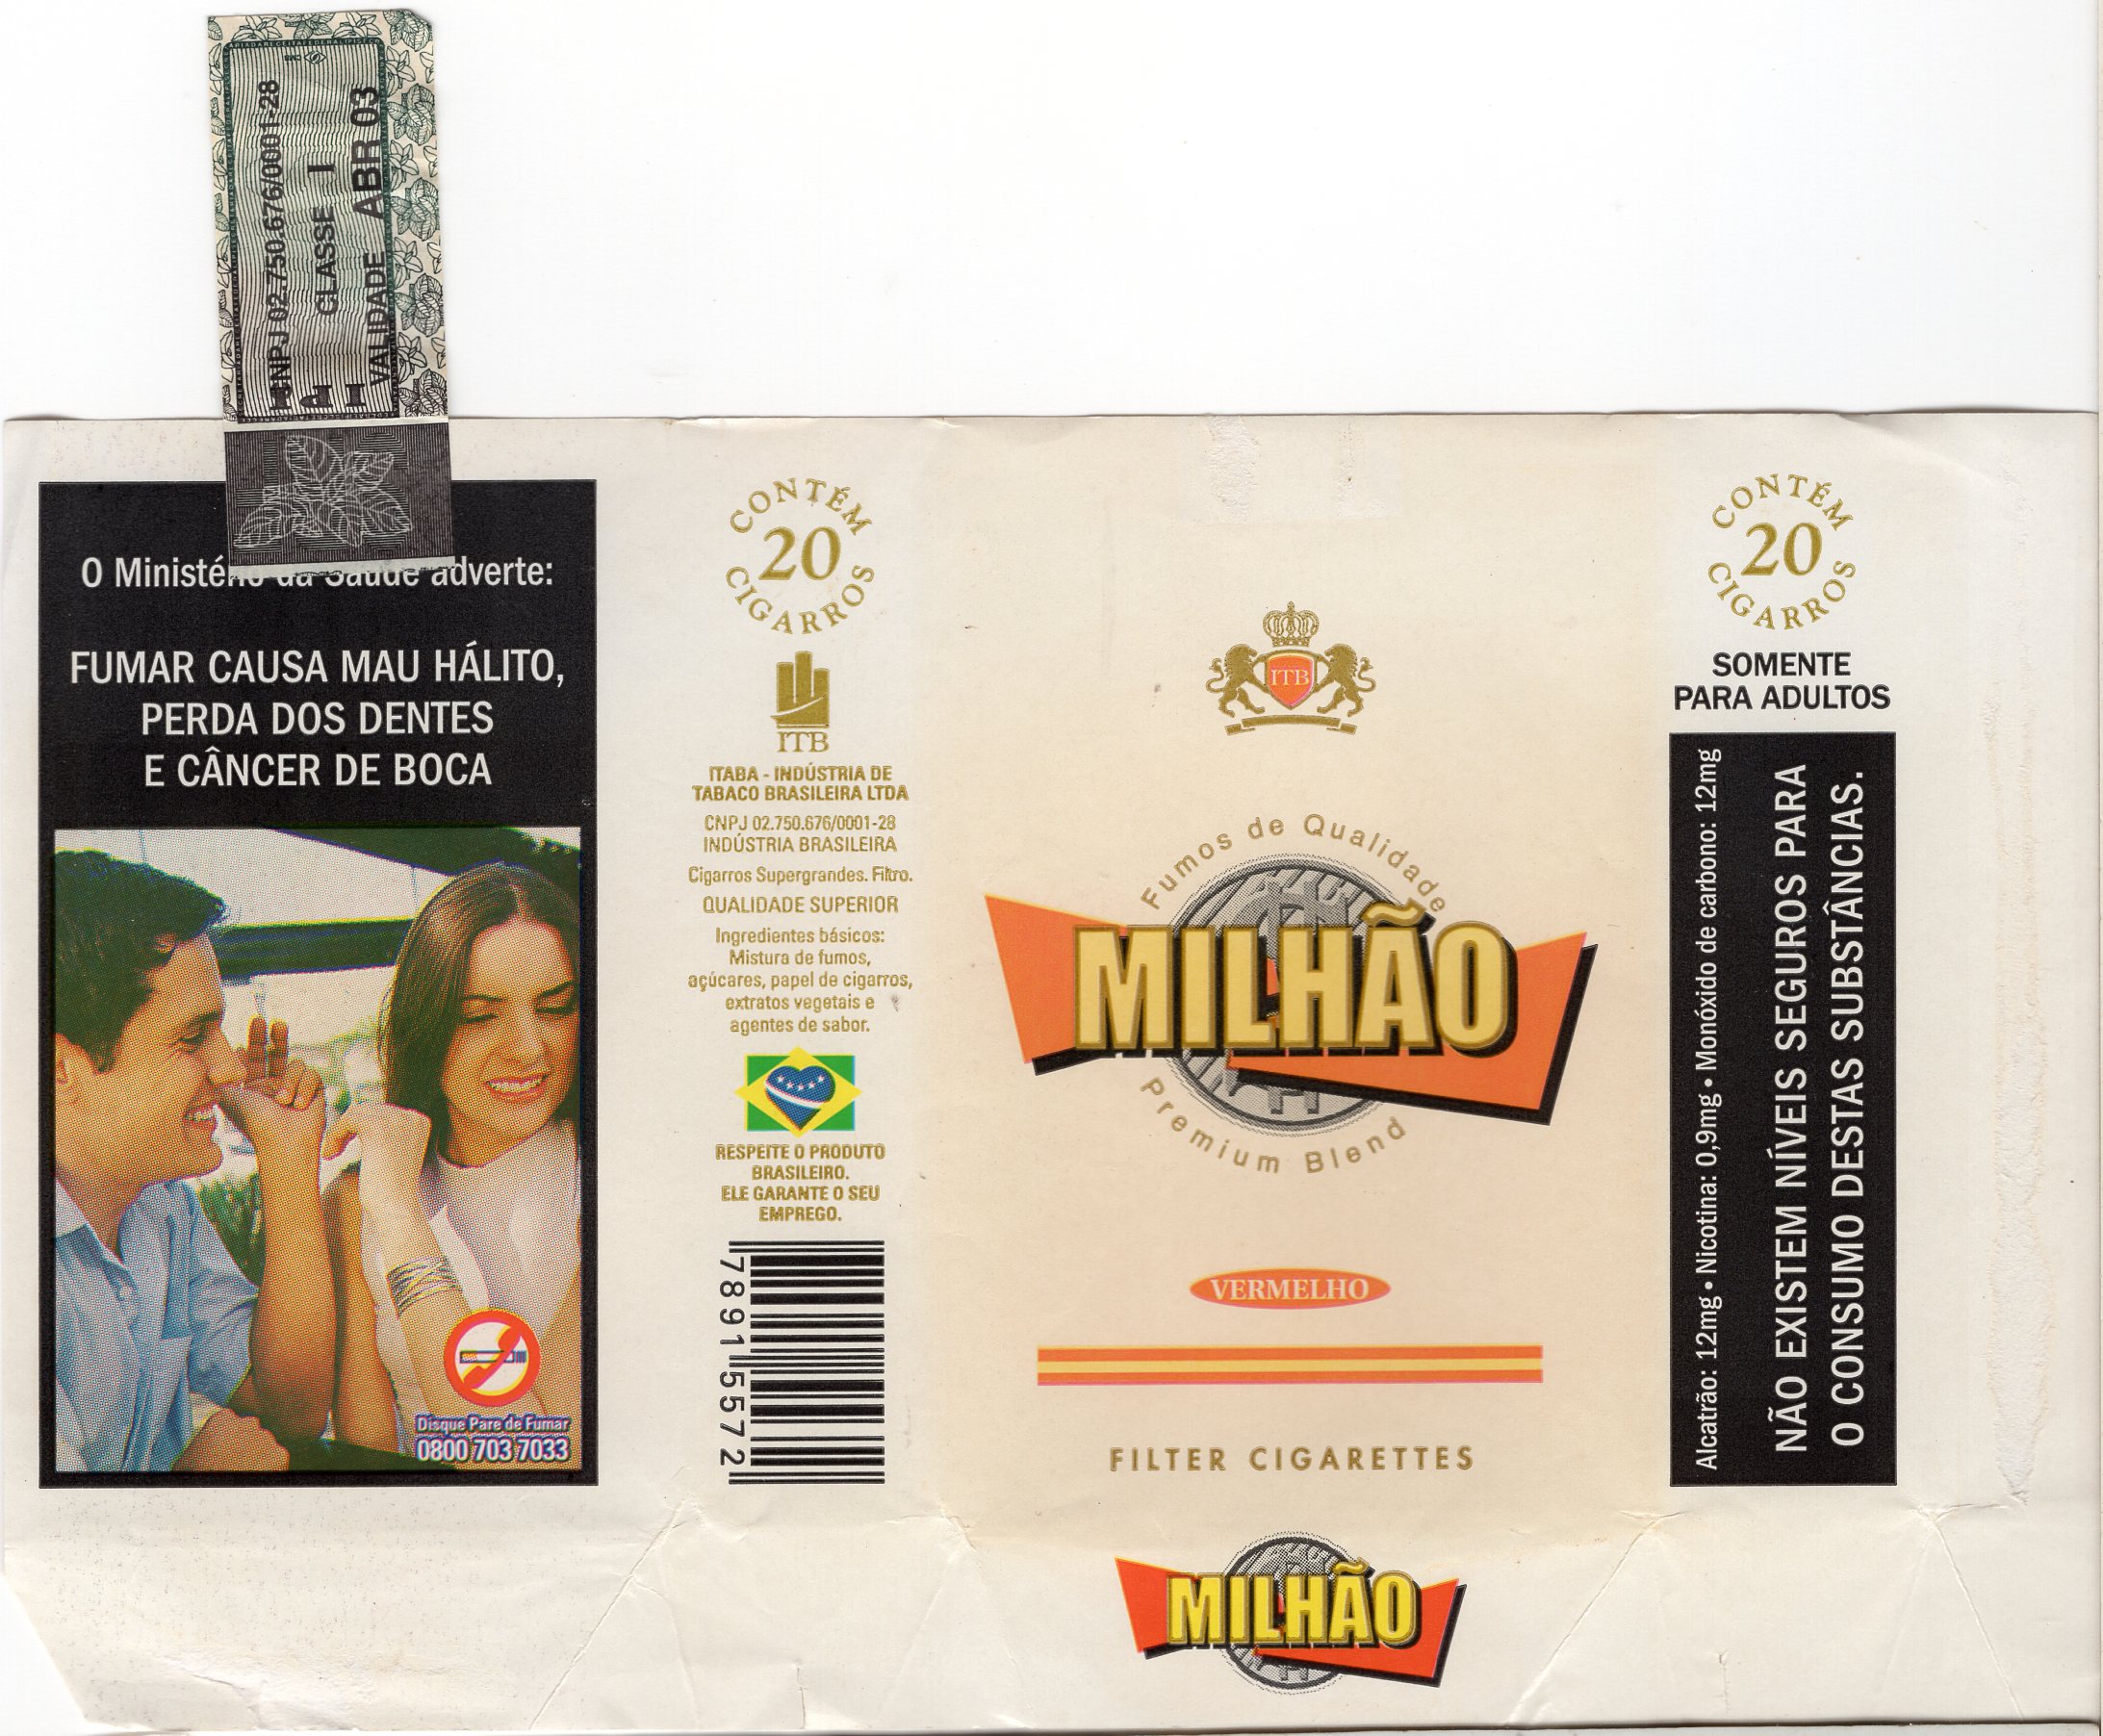 CNPJ 02.750.676/0001-28
CLASSE I
IPI VALIDADE ABR 03
CMB
O Ministério da Saúde adverte:
FUMAR CAUSA MAU HÁLITO,
PERDA DOS DENTES
E CÂNCER DE BOCA
Disque Pare de Fumar
0800 703 7033
CONTÉM
20
CIGARROS
ITB
ITABA - INDÚSTRIA DE
TABACO BRASILEIRA LTDA
CNPJ 02.750.676/0001-28
INDÚSTRIA BRASILEIRA
Cigarros Supergrandes. Filtro.
QUALIDADE SUPERIOR
Ingredientes básicos:
Mistura de fumos,
açúcares, papel de cigarros,
extratos vegetais e
agentes de sabor.
RESPEITE O PRODUTO
BRASILEIRO.
ELE GARANTE O SEU
EMPREGO.
78915572
ITB
Fumos de Qualidade
MILHÃO
Premium Blend
VERMELHO
FILTER CIGARETTES
MILHÃO
CONTÉM
20
CIGARROS
SOMENTE
PARA ADULTOS
Alcatrão: 12mg • Nicotina: 0,9mg • Monóxido de carbono: 12mg
NÃO EXISTEM NÍVEIS SEGUROS PARA
O CONSUMO DESTAS SUBSTÂNCIAS.